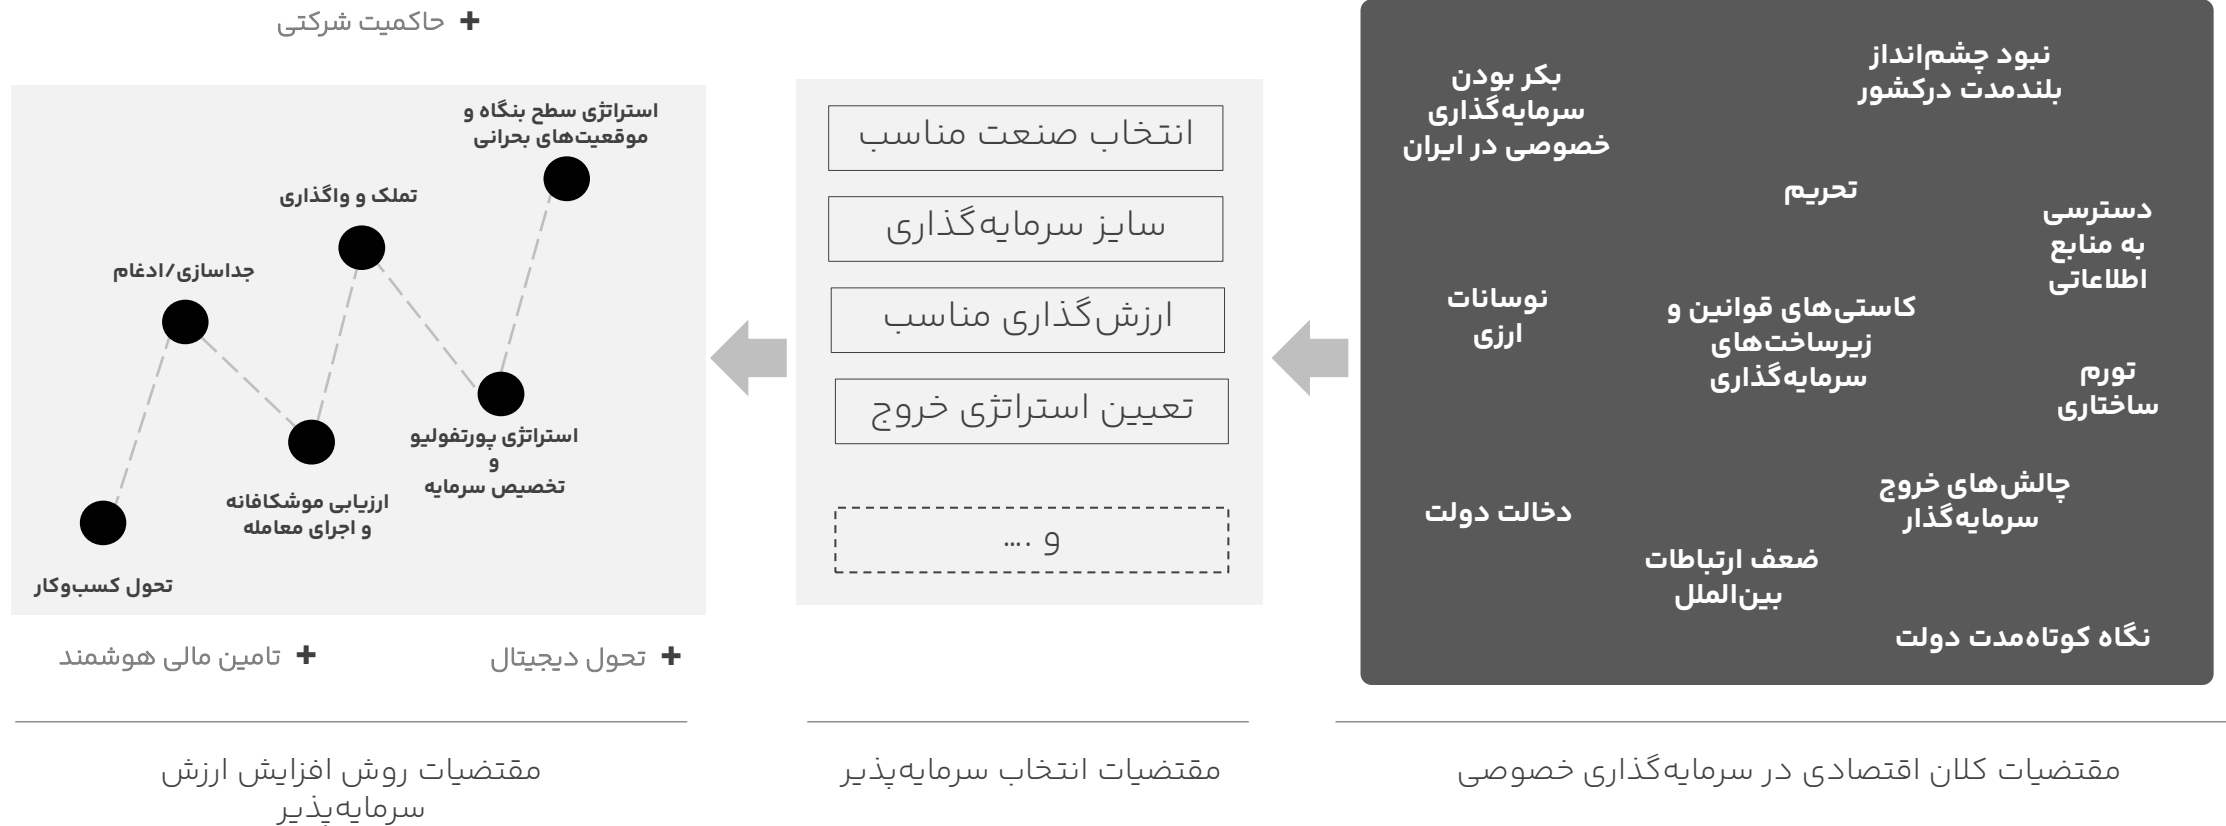 نبود چشم‌انداز
بلندمدت درکشور
بکر بودن
سرمایه‌گذاری
خصوصی در ایران
تحریم
دسترسی
به منابع
اطلاعاتی
نوسانات
ارزی
کاستی‌های قوانین و
زیرساخت‌های
سرمایه‌گذاری
تورم
ساختاری
چالش‌های خروج
سرمایه‌گذار
دخالت دولت
ضعف ارتباطات
بین‌الملل
نگاه کوتاه‌مدت دولت
مقتضیات کلان اقتصادی در سرمایه‌گذاری خصوصی
انتخاب صنعت مناسب
سایز سرمایه‌گذاری
ارزش‌گذاری مناسب
تعیین استراتژی خروج
و ....
مقتضیات انتخاب سرمایه‌پذیر
+ حاکمیت شرکتی
استراتژی سطح بنگاه و
موقعیت‌های بحرانی
تملک و واگذاری
جداسازی/ادغام
استراتژی پورتفولیو
و
تخصیص سرمایه
ارزیابی موشکافانه
و اجرای معامله
تحول کسب‌وکار
+ تحول دیجیتال
+ تامین مالی هوشمند
مقتضیات روش افزایش ارزش
سرمایه‌پذیر